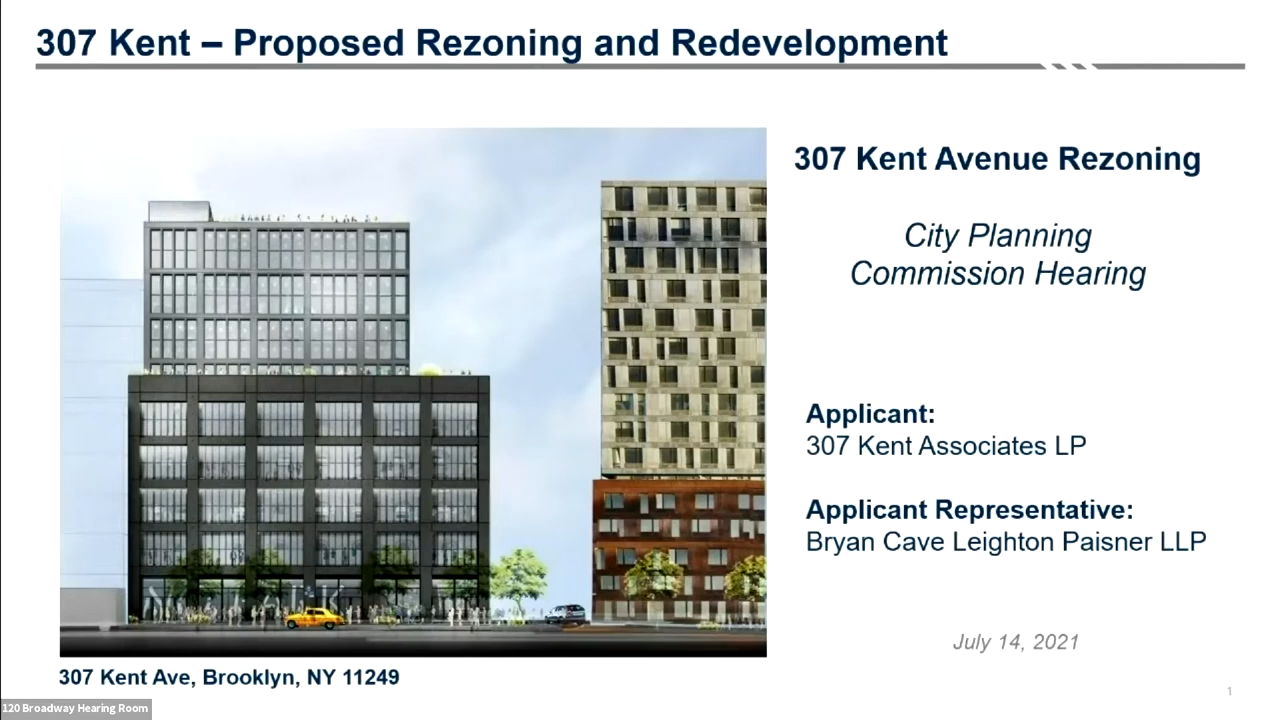 307 Kent – Proposed Rezoning and Redevelopment
307 Kent Avenue Rezoning
City Planning
Commission Hearing
Applicant:
307 Kent Associates LP
Applicant Representative:
Bryan Cave Leighton Paisner LLP
July 14, 2021
307 Kent Ave, Brooklyn, NY 11249
1
120 Broadway Hearing Room